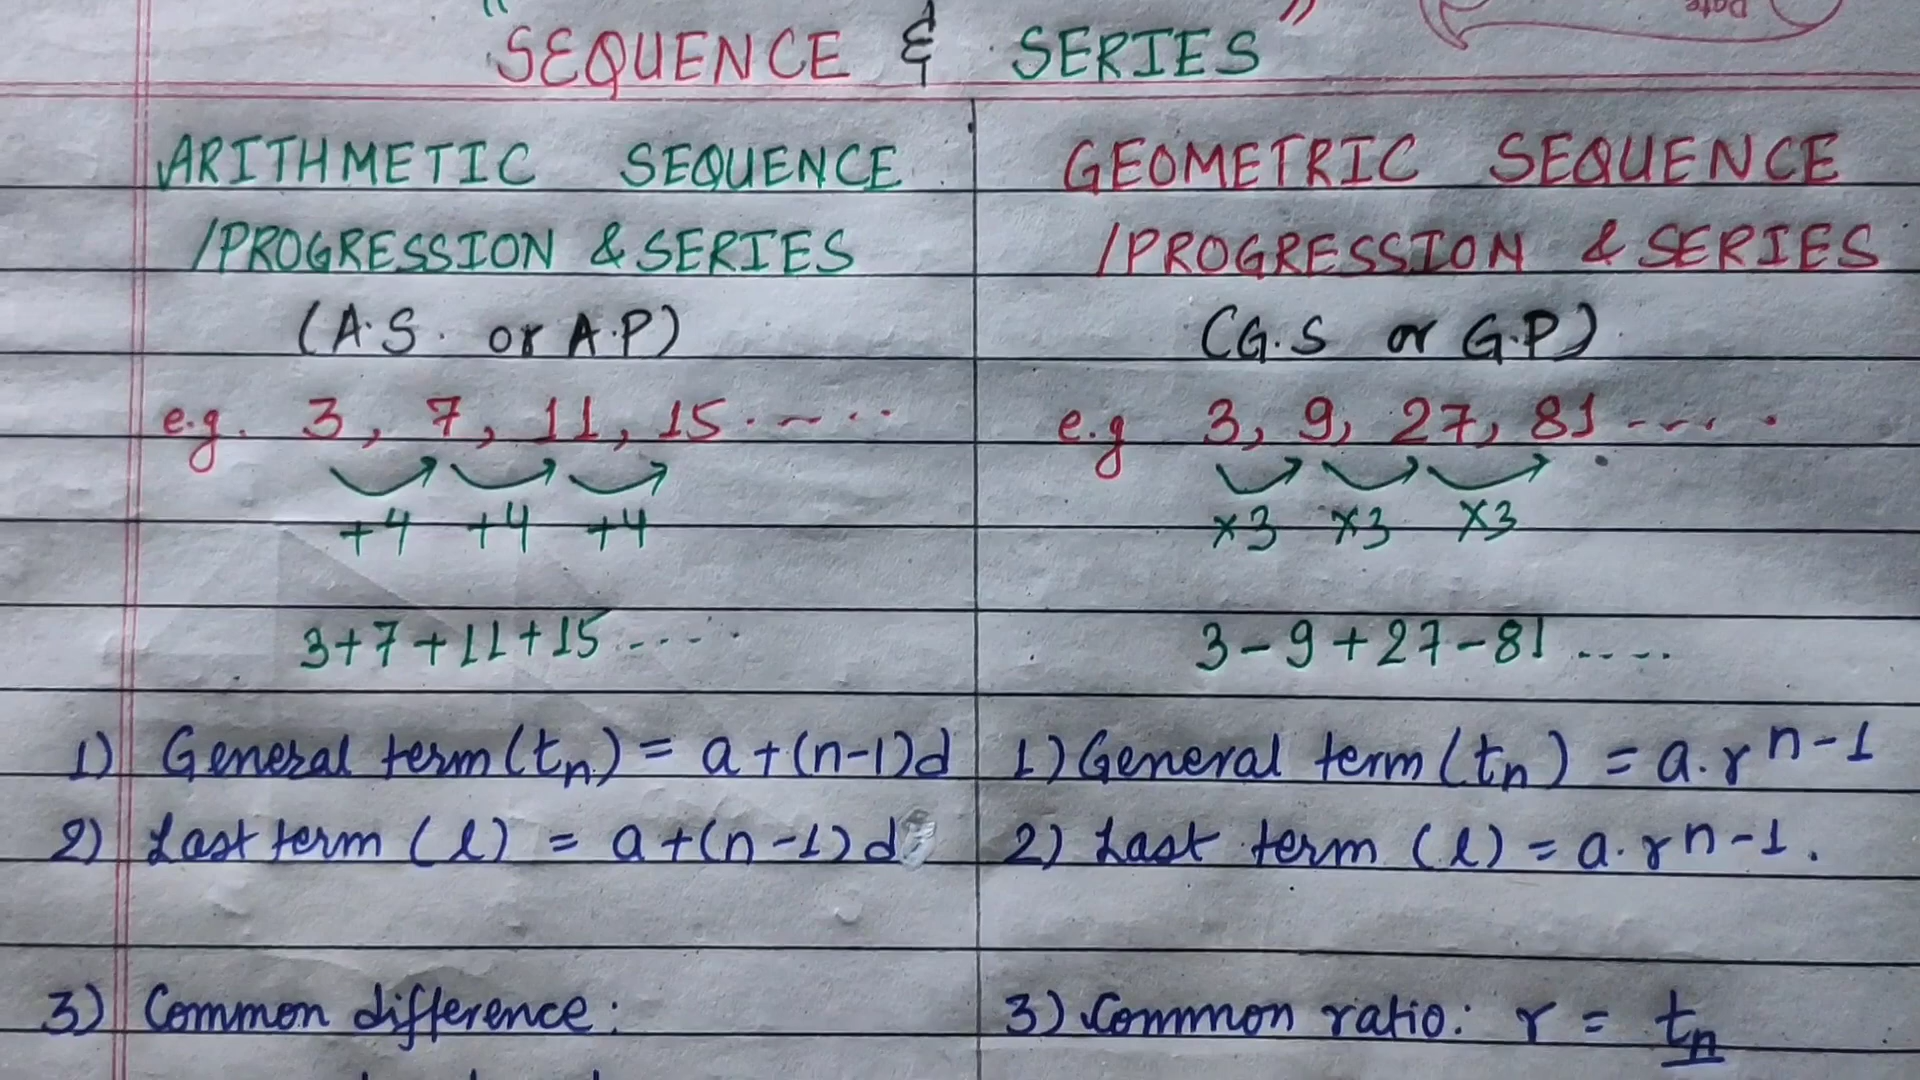 "SEQUENCE & SERIES"
Date
ARITHMETIC SEQUENCE
/PROGRESSION & SERIES
(A.S. or A.P)
e.g. 3, 7, 11, 15.....
+4 +4 +4
3+7+11+15.....
1) General term (tn) = a+(n-1)d
2) Last term (l) = a+(n-1)d
3) Common difference:
GEOMETRIC SEQUENCE
/PROGRESSION & SERIES
(G.S or G.P)
e.g 3, 9, 27, 81.....
×3 ×3 ×3
3-9+27-81....
1) General term (tn) = a.r^n-1
2) Last term (l) = a.r^n-1.
3) Common ratio: r = tn